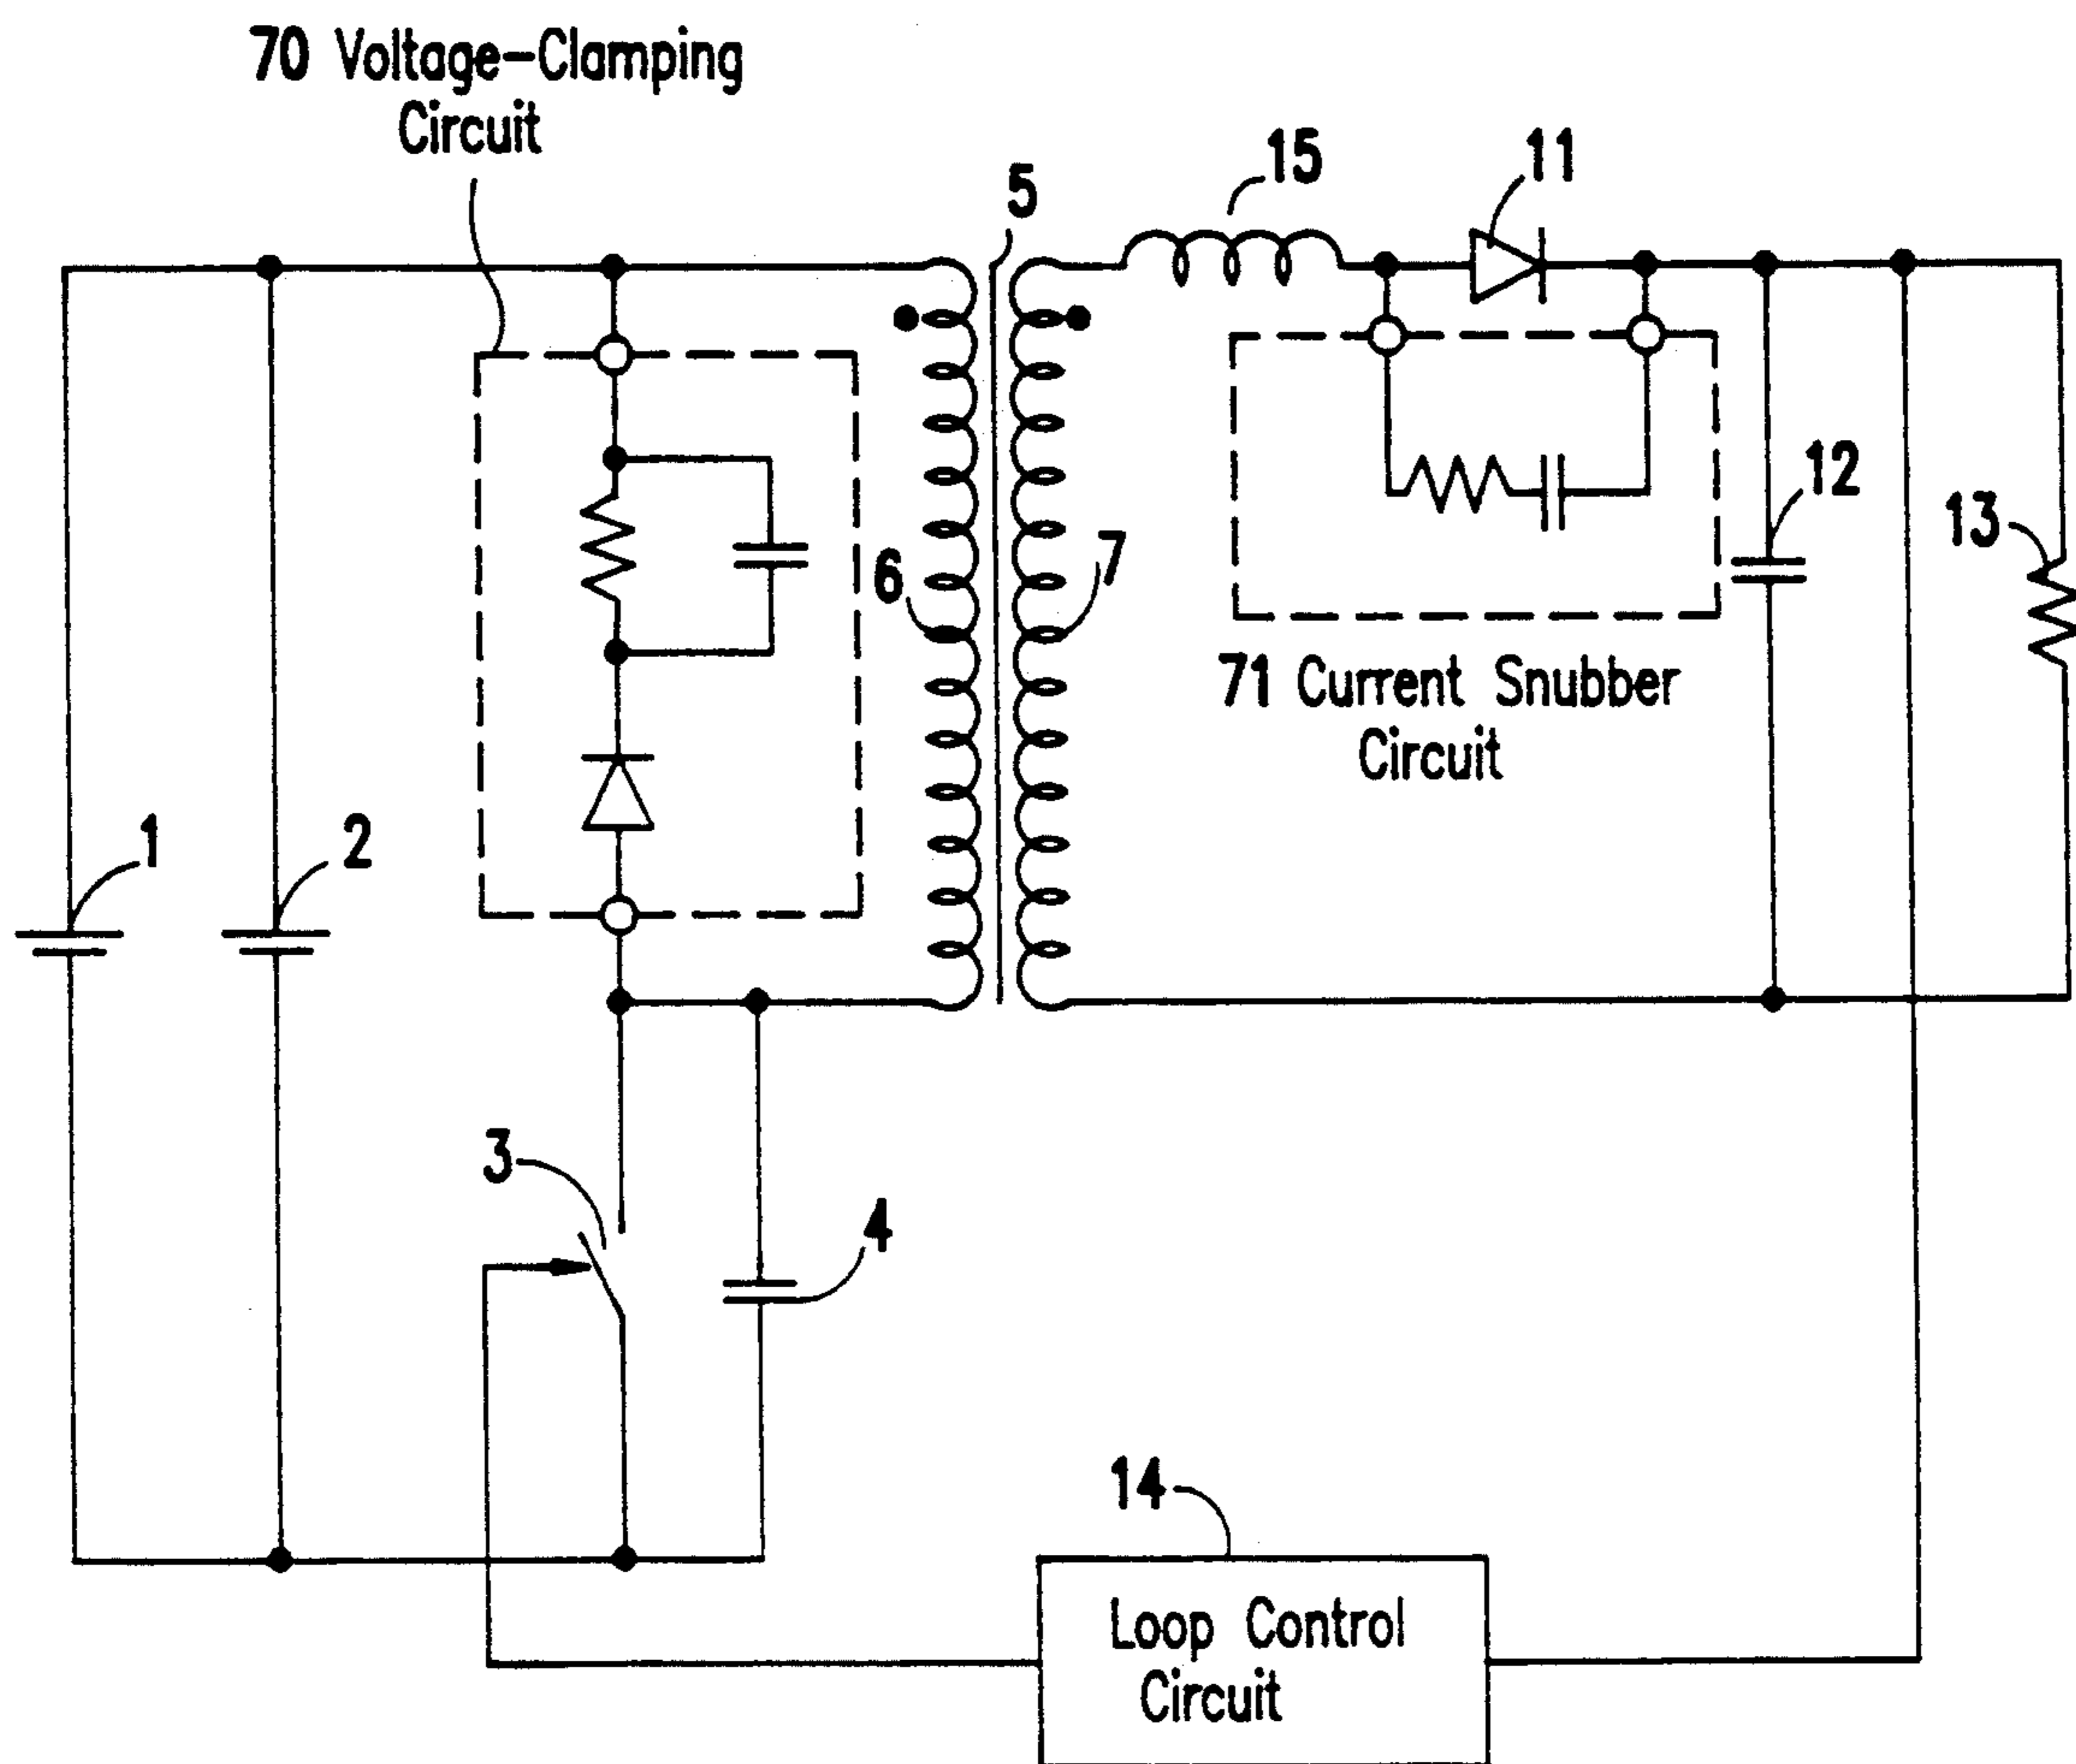 70 Voltage-Clamping
Circuit
5
15
11
12
13
6
7
71 Current Snubber
Circuit
1
2
3
4
14
Loop Control
Circuit